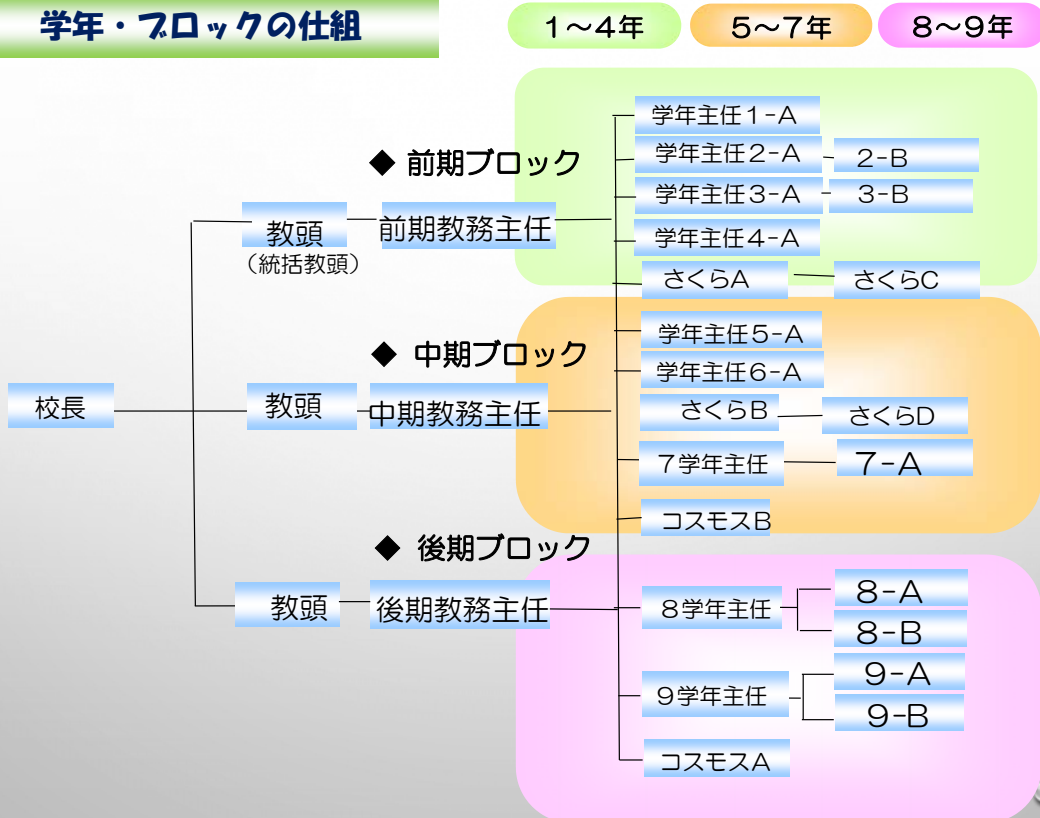 学年・ブロックの仕組
1～4年
5～7年
8～9年
◆ 前期ブロック
教頭
（統括教頭）
前期教務主任
学年主任1-A
学年主任2-A
2-B
学年主任3-A
3-B
学年主任4-A
さくらA
さくらC
◆ 中期ブロック
校長
教頭
中期教務主任
学年主任5-A
学年主任6-A
さくらB
さくらD
7学年主任
7-A
コスモスB
◆ 後期ブロック
教頭
後期教務主任
8学年主任
8-A
8-B
9学年主任
9-A
9-B
コスモスA